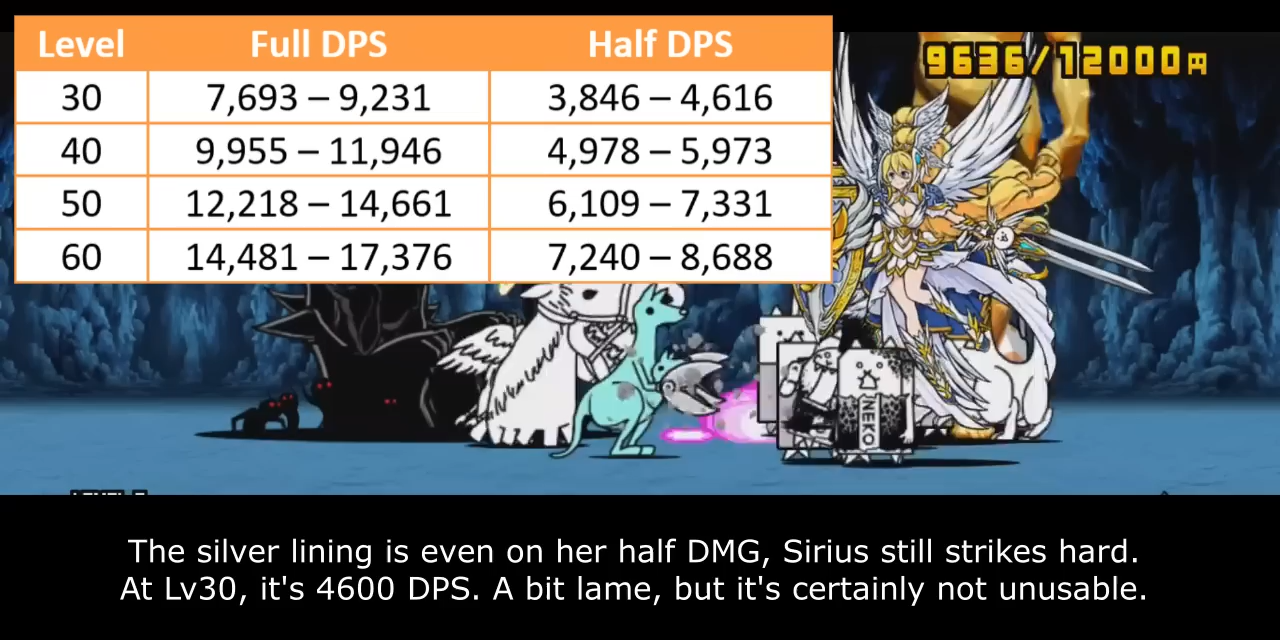 Level Full DPS Half DPS
30 7,693 – 9,231 3,846 – 4,616
40 9,955 – 11,946 4,978 – 5,973
50 12,218 – 14,661 6,109 – 7,331
60 14,481 – 17,376 7,240 – 8,688
9636/12000円
NEKO
The silver lining is even on her half DMG, Sirius still strikes hard.
At Lv30, it's 4600 DPS. A bit lame, but it's certainly not unusable.